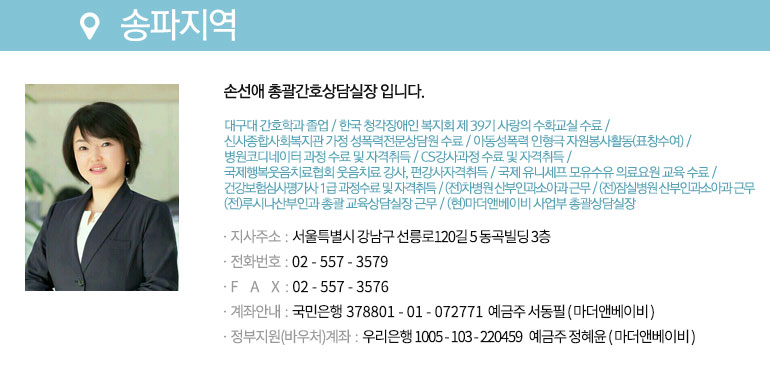 송파지역
손선애 총괄간호상담실장 입니다.
대구대 간호학과 졸업 / 한국 청각장애인 복지회 제 39기 사랑의 수화교실 수료 /
신사종합사회복지관 가정 성폭력전문상담원 수료 / 아동성폭력 인형극 자원봉사활동(표창수여) /
병원코디네이터 과정 수료 및 자격취득 / CS강사과정 수료 및 자격취득 /
국제행복웃음치료협회 웃음치료 강사, 펀강사자격취득 / 국제 유니세프 모유수유 의료요원 교육 수료 /
건강보험심사평가사 1급 과정수료 및 자격취득 / (전)차병원 산부인과소아과 근무 / (전)잠실병원 산부인과소아과 근무
(전)루시나산부인과 총괄 교육상담실장 근무 / (현)마더앤베이비 사업부 총괄상담실장
· 지사주소 : 서울특별시 강남구 선릉로120길 5 동곡빌딩 3층
· 전화번호 : 02 - 557 - 3579
· F A X : 02 - 557 - 3576
· 계좌안내 : 국민은행 378801 - 01 - 072771 예금주 서동필 ( 마더앤베이비 )
· 정부지원(바우처)계좌 : 우리은행 1005 - 103 - 220459 예금주 정혜윤 ( 마더앤베이비 )